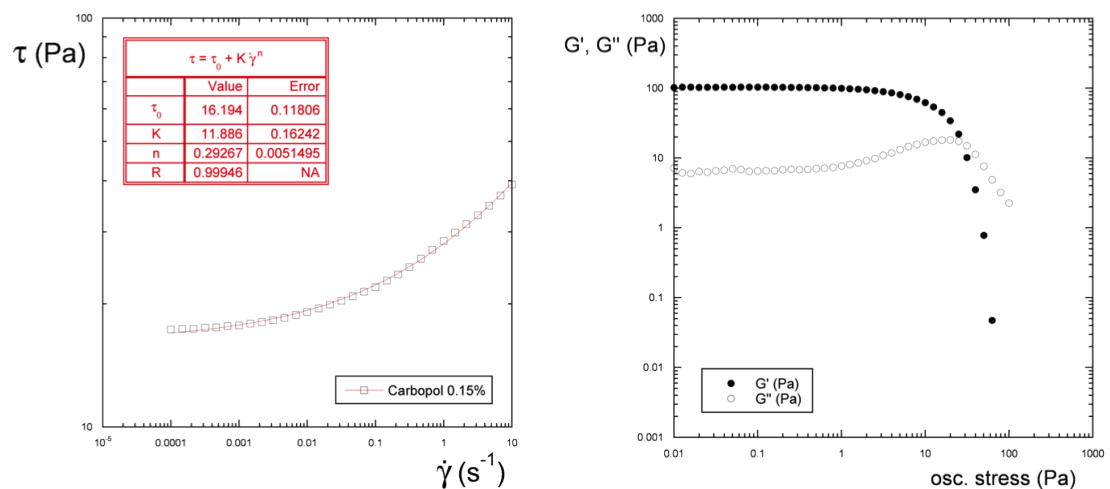 τ (Pa)
100
10
τ = τ₀ + K γ̇ⁿ
Value Error
τ₀ 16.194 0.11806
K 11.886 0.16242
n 0.29267 0.0051495
R 0.99946 NA
Carbopol 0.15%
10⁻⁵ 0.0001 0.001 0.01 0.1 1 10
γ̇ (s⁻¹)
G', G'' (Pa)
1000
100
10
1
0.1
0.01
0.001
G' (Pa)
G'' (Pa)
0.01 0.1 1 10 100 1000
osc. stress (Pa)